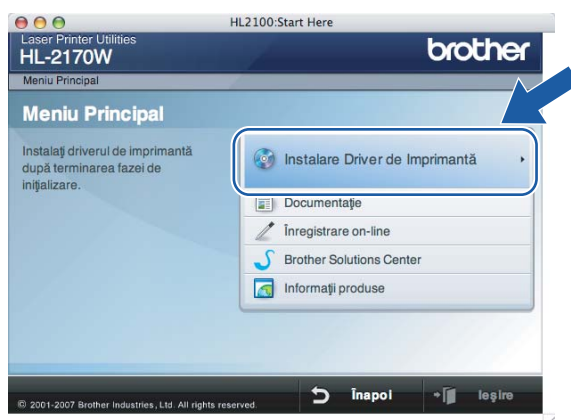 HL2100:Start Here
Laser Printer Utilities
HL-2170W
brother
Meniu Principal
Meniu Principal
Instalaţi driverul de imprimantă
după terminarea fazei de
iniţializare.
Instalare Driver de Imprimantă
Documentaţie
Înregistrare on-line
Brother Solutions Center
Informaţii produse
© 2001-2007 Brother Industries, Ltd. All rights reserved.
Înapoi
Ieşire